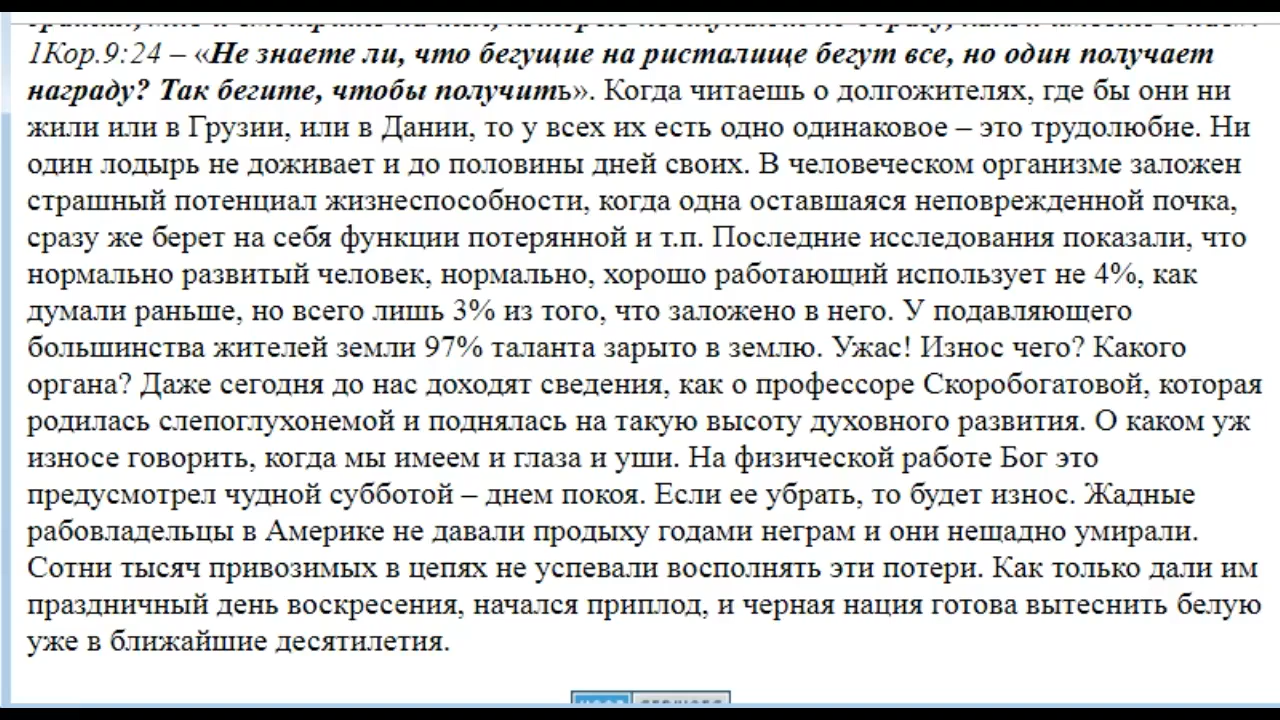 1Кор.9:24 – «Не знаете ли, что бегущие на ристалище бегут все, но один получает
награду? Так бегите, чтобы получить». Когда читаешь о долгожителях, где бы они ни
жили или в Грузии, или в Дании, то у всех их есть одно одинаковое – это трудолюбие. Ни
один лодырь не доживает и до половины дней своих. В человеческом организме заложен
страшный потенциал жизнеспособности, когда одна оставшаяся неповрежденной почка,
сразу же берет на себя функции потерянной и т.п. Последние исследования показали, что
нормально развитый человек, нормально, хорошо работающий использует не 4%, как
думали раньше, но всего лишь 3% из того, что заложено в него. У подавляющего
большинства жителей земли 97% таланта зарыто в землю. Ужас! Износ чего? Какого
органа? Даже сегодня до нас доходят сведения, как о профессоре Скоробогатовой, которая
родилась слепоглухонемой и поднялась на такую высоту духовного развития. О каком уж
износе говорить, когда мы имеем и глаза и уши. На физической работе Бог это
предусмотрел чудной субботой – днем покоя. Если ее убрать, то будет износ. Жадные
рабовладельцы в Америке не давали продыху годами неграм и они нещадно умирали.
Сотни тысяч привозимых в цепях не успевали восполнять эти потери. Как только дали им
праздничный день воскресения, начался приплод, и черная нация готова вытеснить белую
уже в ближайшие десятилетия.